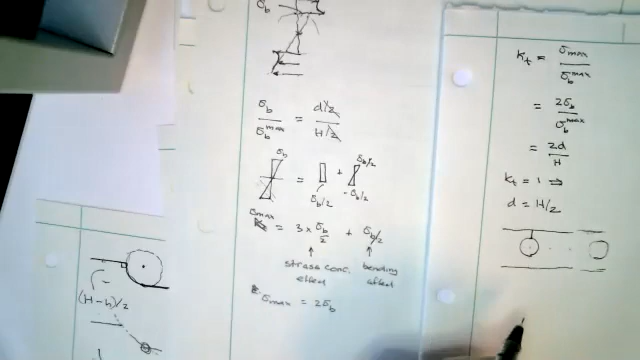 σb
σb / σb^max = d/2 / H/2
σb
= + σb/2
σb/2 -σb/2
σmax = 3 × σb/2 + σb/2
stress conc. effect
bending effect
σmax = 2σb
(H-h)/2
Kt = σmax / σb^max
= 2σb / σb^max
= 2d / H
Kt = 1 ⇒
d = H/2